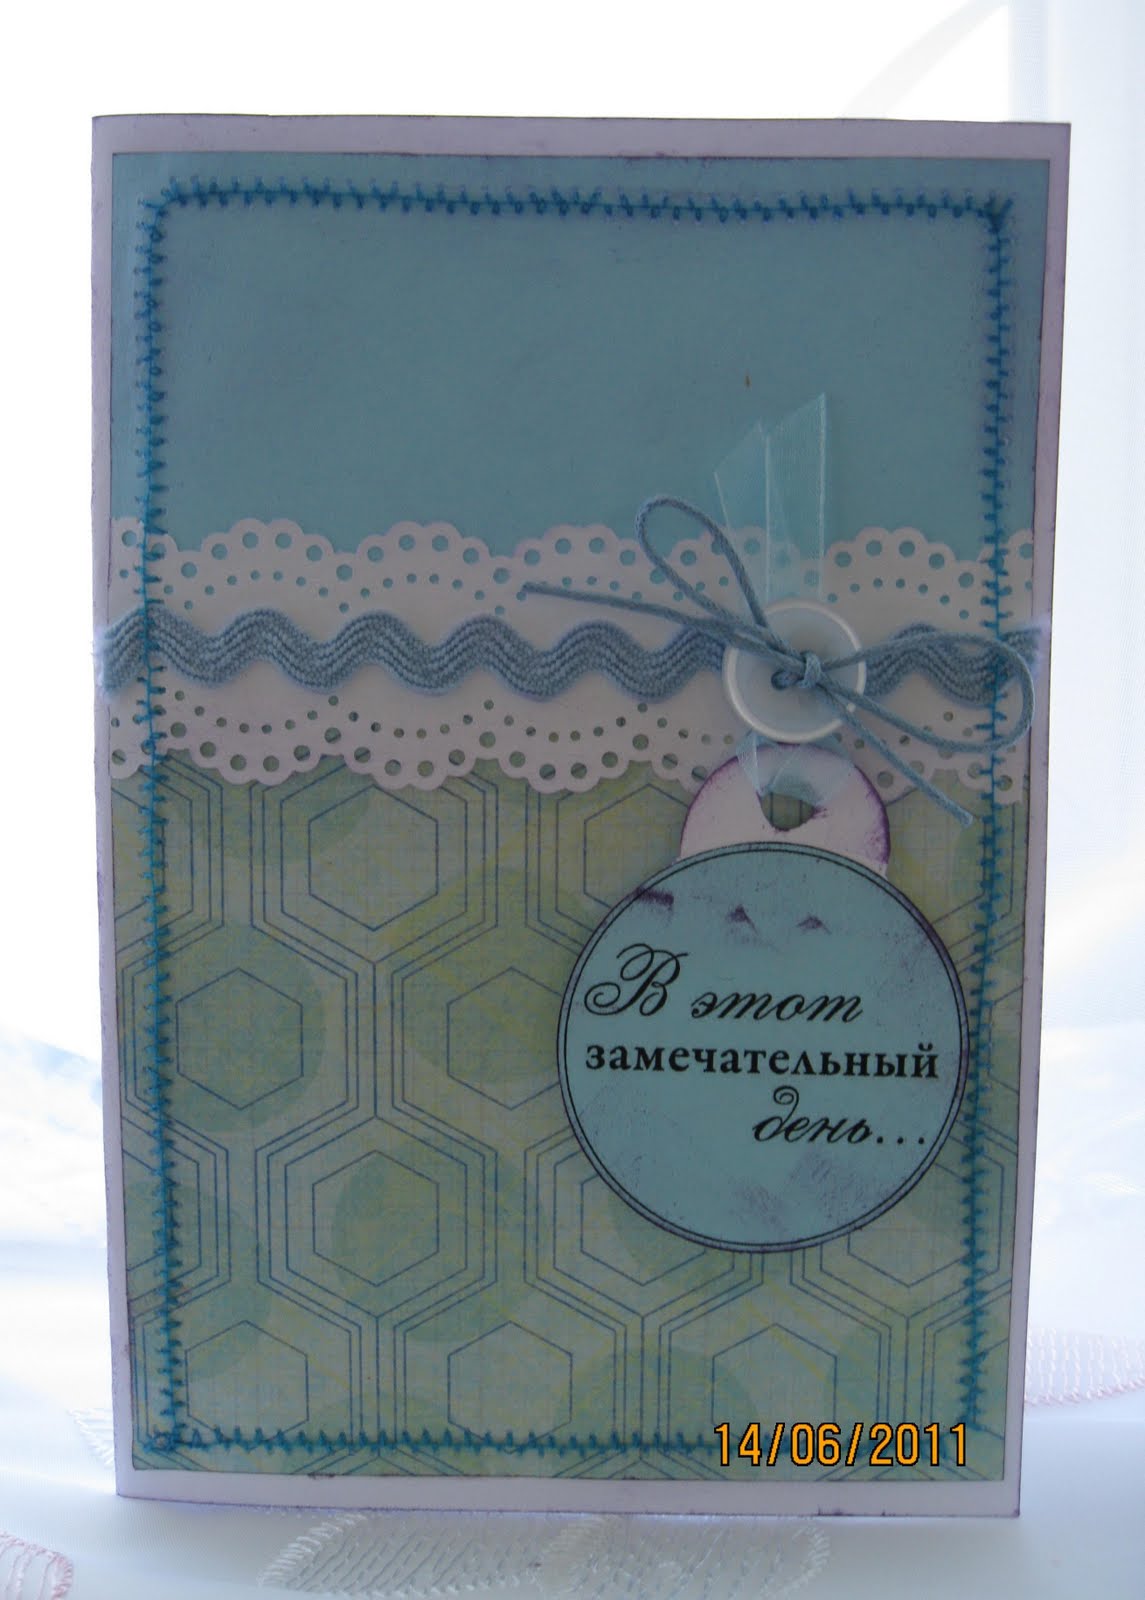 В этот
замечательный
день...
14/06/2011